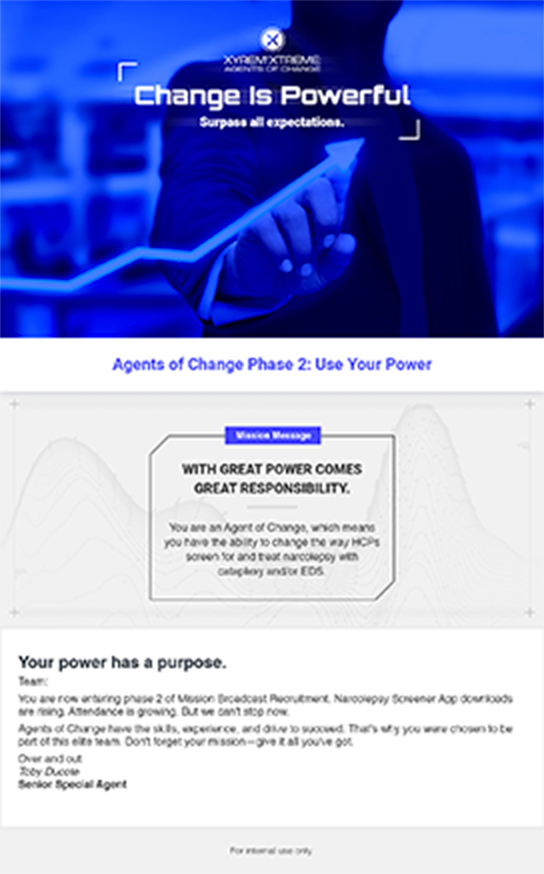 XYREM XTREME
AGENTS OF CHANGE
Change Is Powerful
Surpass all expectations.
Agents of Change Phase 2: Use Your Power
Mission Message
WITH GREAT POWER COMES
GREAT RESPONSIBILITY.
You are an Agent of Change, which means
you have the ability to change the way HCPs
screen for and treat narcolepsy with
cataplexy and/or EDS.
Your power has a purpose.
Team:
You are now entering phase 2 of Mission Broadcast Recruitment. Narcolepsy Screener App downloads
are rising. Attendance is growing. But we can't stop now.
Agents of Change have the skills, experience, and drive to succeed. That's why you were chosen to be
part of this elite team. Don't forget your mission—give it all you've got.
Over and out
Toby
Senior Special Agent
For internal use only.